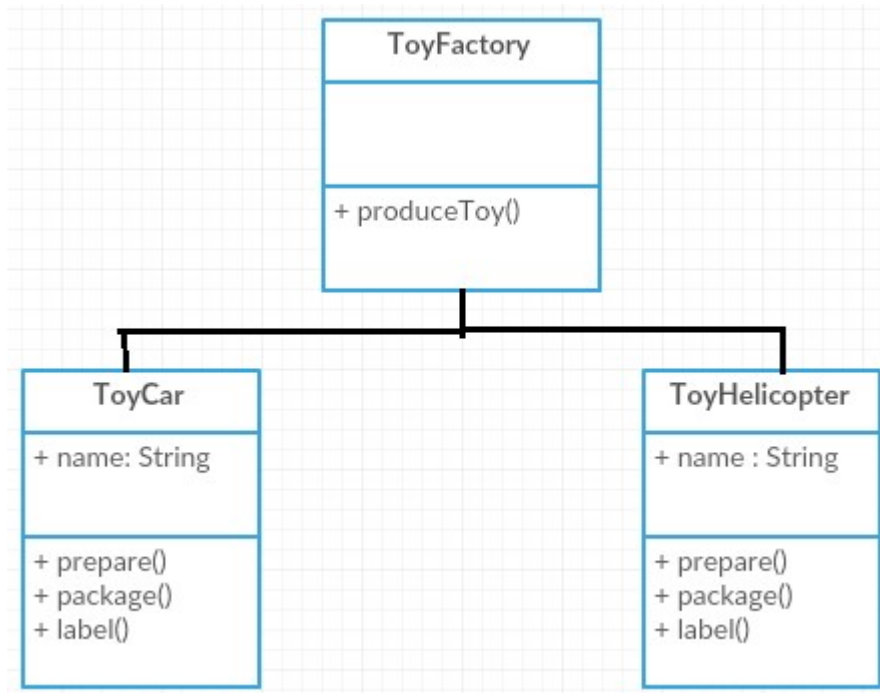 ToyFactory
+ produceToy()
ToyCar
+ name: String
+ prepare()
+ package()
+ label()
ToyHelicopter
+ name : String
+ prepare()
+ package()
+ label()